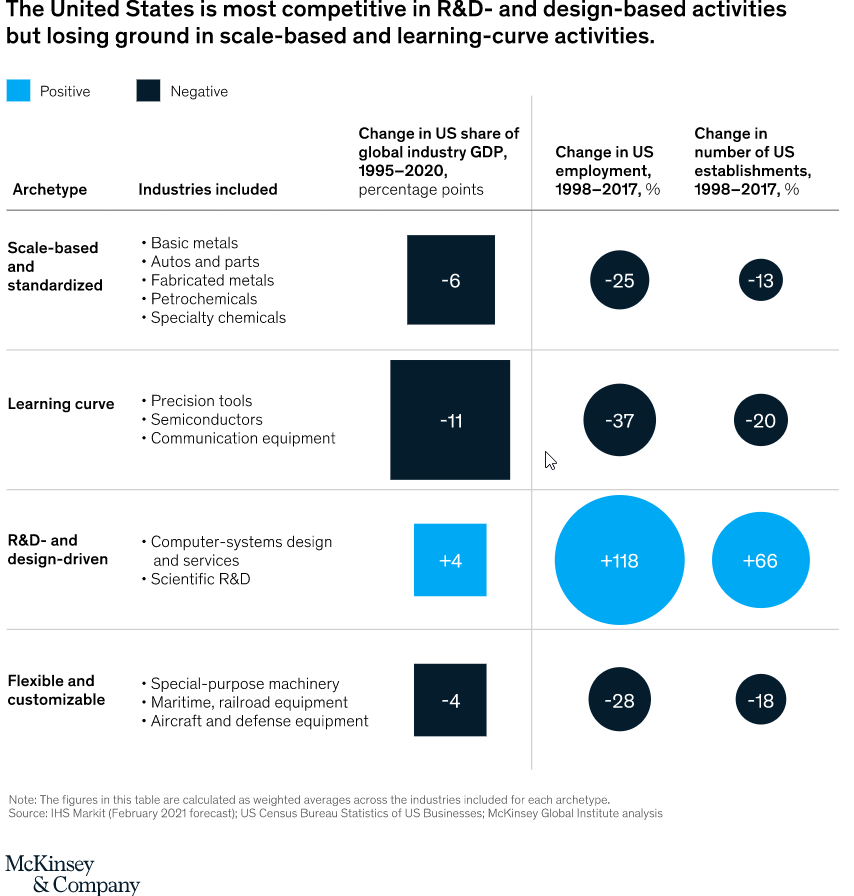 The United States is most competitive in R&D- and design-based activities
but losing ground in scale-based and learning-curve activities.
Positive
Negative
Archetype
Industries included
Change in US share of
global industry GDP,
1995–2020,
percentage points
Change in US
employment,
1998–2017, %
Change in
number of US
establishments,
1998–2017, %
Scale-based
and
standardized
• Basic metals
• Autos and parts
• Fabricated metals
• Petrochemicals
• Specialty chemicals
-6
-25
-13
Learning curve
• Precision tools
• Semiconductors
• Communication equipment
-11
-37
-20
R&D- and
design-driven
• Computer-systems design
and services
• Scientific R&D
+4
+118
+66
Flexible and
customizable
• Special-purpose machinery
• Maritime, railroad equipment
• Aircraft and defense equipment
-4
-28
-18
Note: The figures in this table are calculated as weighted averages across the industries included for each archetype.
Source: IHS Markit (February 2021 forecast); US Census Bureau Statistics of US Businesses; McKinsey Global Institute analysis
McKinsey
& Company